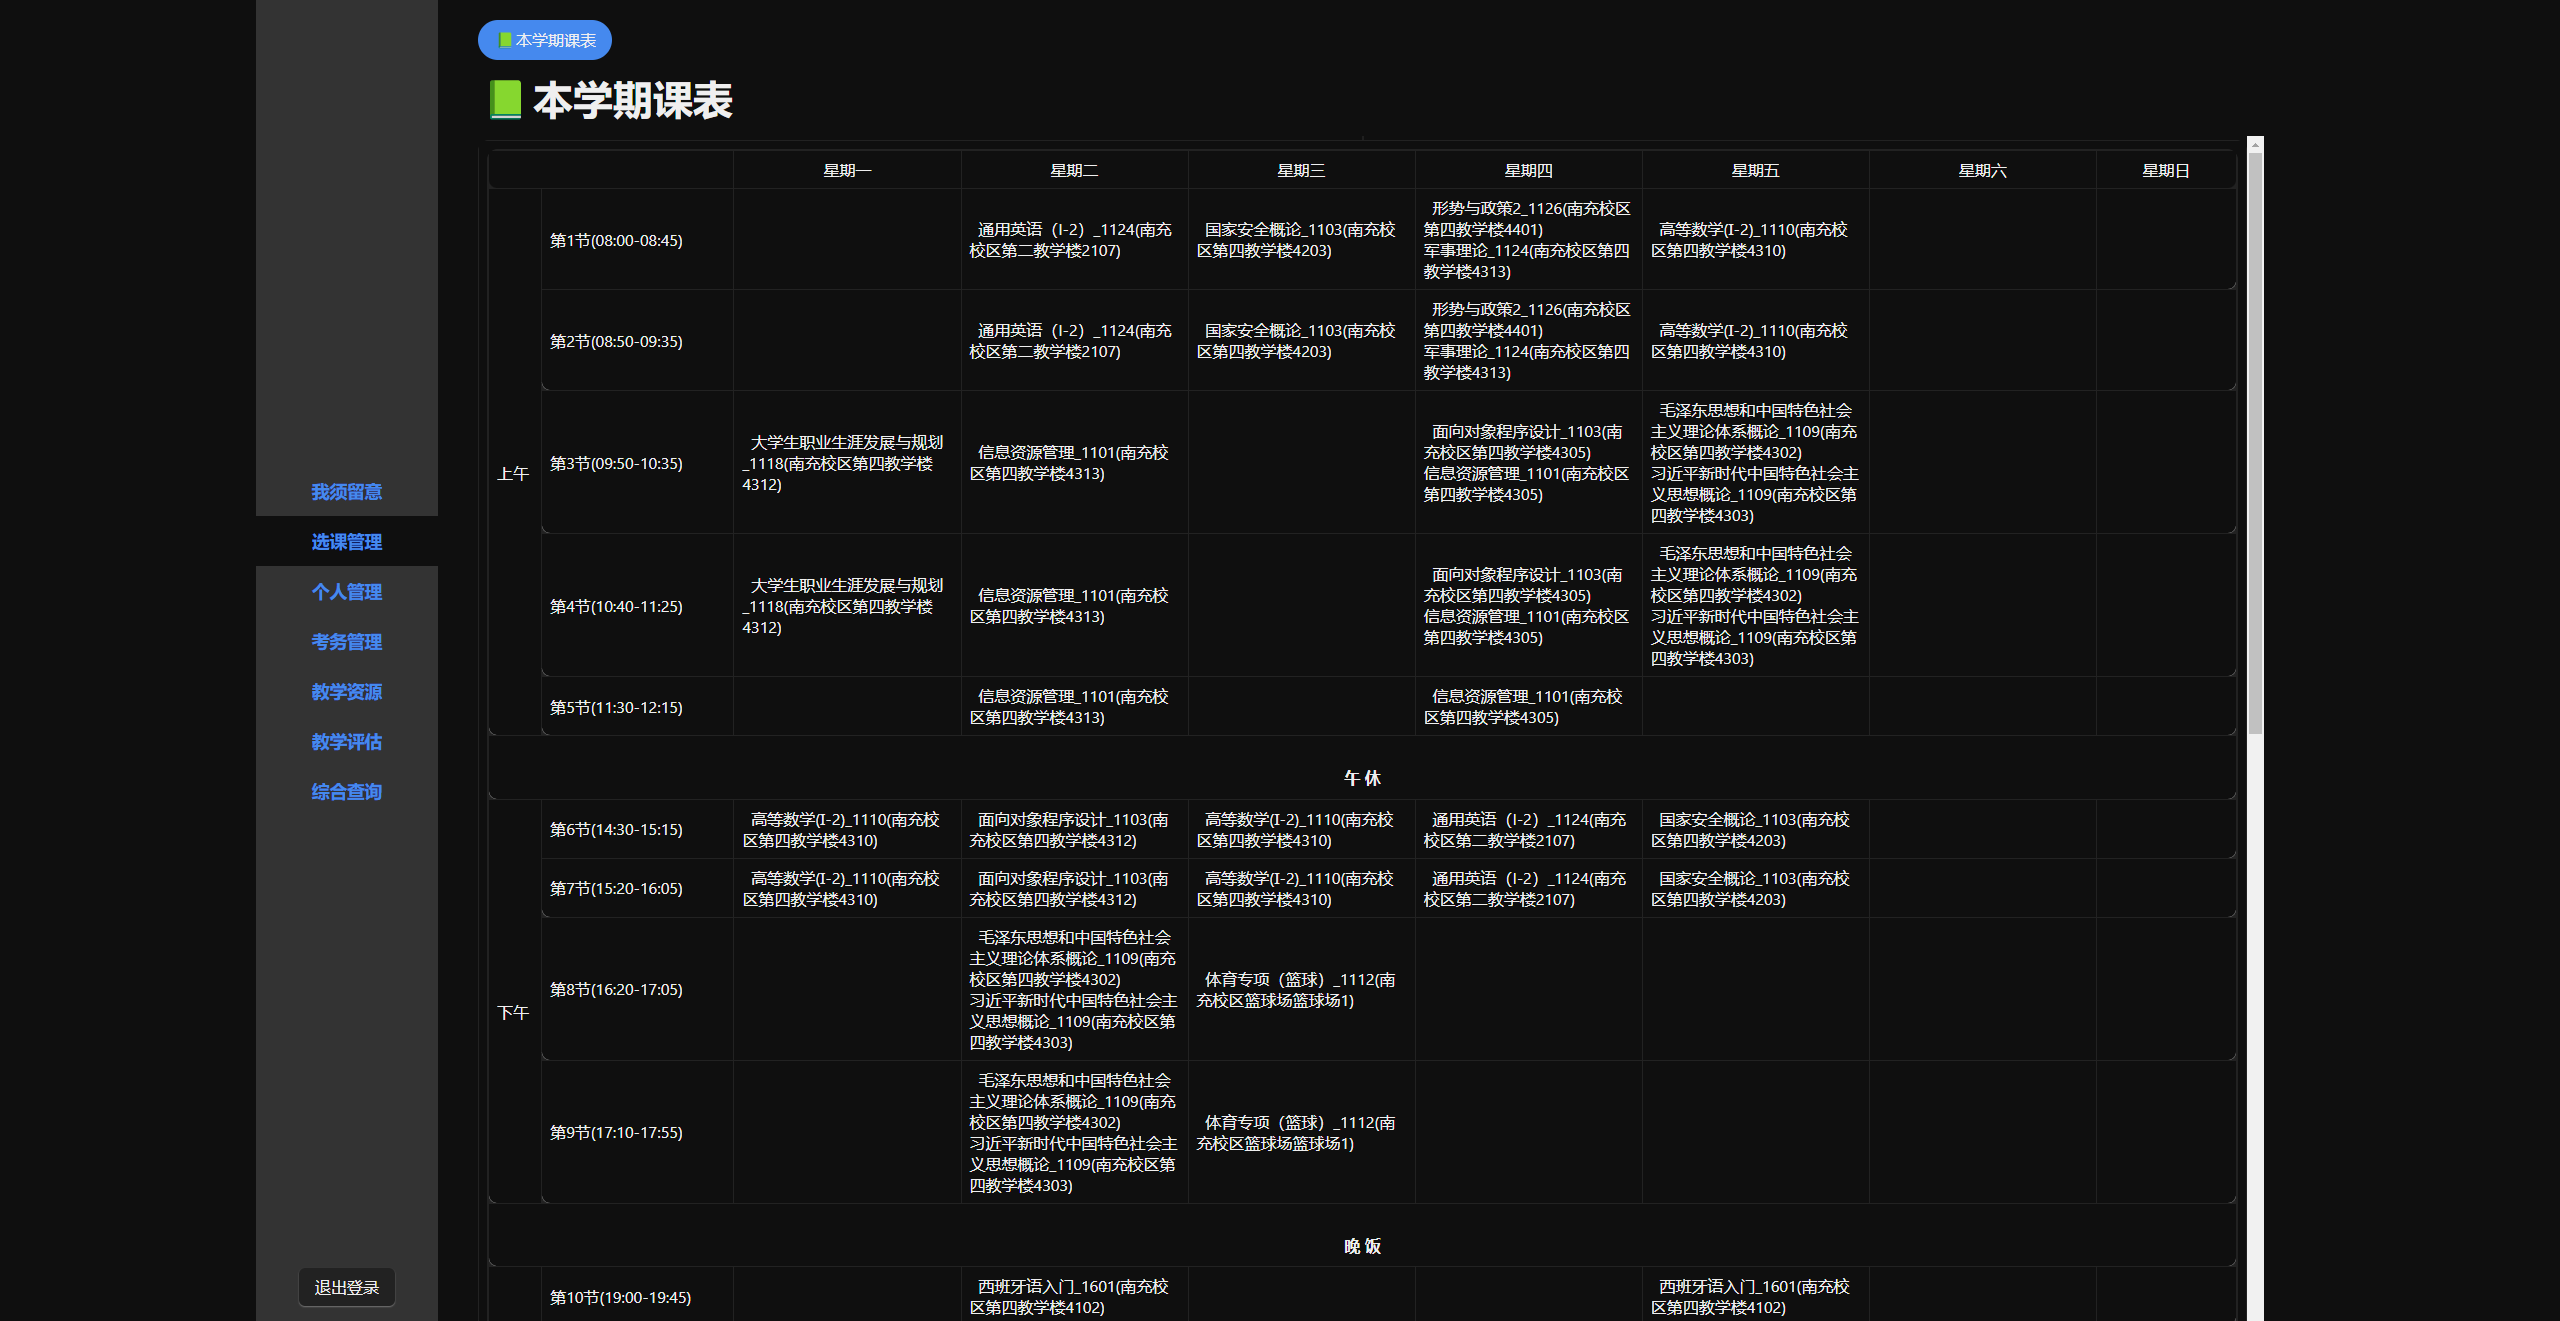 📗本学期课表
📗 本学期课表
星期一 星期二 星期三 星期四 星期五 星期六 星期日
上午
第1节(08:00-08:45)
通用英语（I-2）_1124(南充
校区第二教学楼2107)
国家安全概论_1103(南充校
区第四教学楼4203)
形势与政策2_1126(南充校区
第四教学楼4401)
军事理论_1124(南充校区第四
教学楼4313)
高等数学(I-2)_1110(南充校
区第四教学楼4310)
第2节(08:50-09:35)
通用英语（I-2）_1124(南充
校区第二教学楼2107)
国家安全概论_1103(南充校
区第四教学楼4203)
形势与政策2_1126(南充校区
第四教学楼4401)
军事理论_1124(南充校区第四
教学楼4313)
高等数学(I-2)_1110(南充校
区第四教学楼4310)
第3节(09:50-10:35)
大学生职业生涯发展与规划
_1118(南充校区第四教学楼
4312)
信息资源管理_1101(南充校
区第四教学楼4313)
面向对象程序设计_1103(南
充校区第四教学楼4305)
信息资源管理_1101(南充校区
第四教学楼4305)
毛泽东思想和中国特色社会
主义理论体系概论_1109(南充
校区第四教学楼4302)
习近平新时代中国特色社会主
义思想概论_1109(南充校区第
四教学楼4303)
第4节(10:40-11:25)
大学生职业生涯发展与规划
_1118(南充校区第四教学楼
4312)
信息资源管理_1101(南充校
区第四教学楼4313)
面向对象程序设计_1103(南
充校区第四教学楼4305)
信息资源管理_1101(南充校区
第四教学楼4305)
毛泽东思想和中国特色社会
主义理论体系概论_1109(南充
校区第四教学楼4302)
习近平新时代中国特色社会主
义思想概论_1109(南充校区第
四教学楼4303)
第5节(11:30-12:15)
信息资源管理_1101(南充校
区第四教学楼4313)
信息资源管理_1101(南充校
区第四教学楼4305)
午 休
下午
第6节(14:30-15:15)
高等数学(I-2)_1110(南充校
区第四教学楼4310)
面向对象程序设计_1103(南
充校区第四教学楼4312)
高等数学(I-2)_1110(南充校
区第四教学楼4310)
通用英语（I-2）_1124(南充
校区第二教学楼2107)
国家安全概论_1103(南充校
区第四教学楼4203)
第7节(15:20-16:05)
高等数学(I-2)_1110(南充校
区第四教学楼4310)
面向对象程序设计_1103(南
充校区第四教学楼4312)
高等数学(I-2)_1110(南充校
区第四教学楼4310)
通用英语（I-2）_1124(南充
校区第二教学楼2107)
国家安全概论_1103(南充校
区第四教学楼4203)
第8节(16:20-17:05)
毛泽东思想和中国特色社会
主义理论体系概论_1109(南充
校区第四教学楼4302)
习近平新时代中国特色社会主
义思想概论_1109(南充校区第
四教学楼4303)
体育专项（篮球）_1112(南
充校区篮球场篮球场1)
第9节(17:10-17:55)
毛泽东思想和中国特色社会
主义理论体系概论_1109(南充
校区第四教学楼4302)
习近平新时代中国特色社会主
义思想概论_1109(南充校区第
四教学楼4303)
体育专项（篮球）_1112(南
充校区篮球场篮球场1)
晚 饭
第10节(19:00-19:45)
西班牙语入门_1601(南充校
区第四教学楼4102)
西班牙语入门_1601(南充校
区第四教学楼4102)
我须留意
选课管理
个人管理
考务管理
教学资源
教学评估
综合查询
退出登录